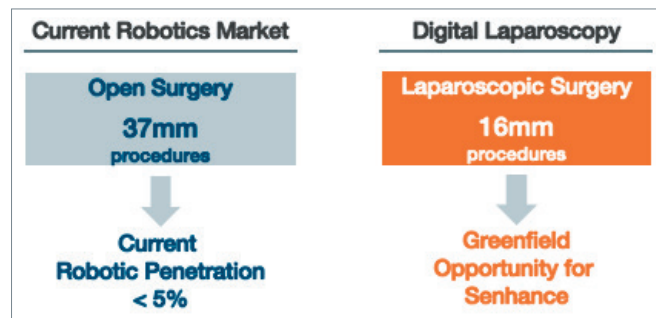 Current Robotics Market
Open Surgery
37mm
procedures
Current
Robotic Penetration
< 5%
Digital Laparoscopy
Laparoscopic Surgery
16mm
procedures
Greenfield
Opportunity for
Senhance